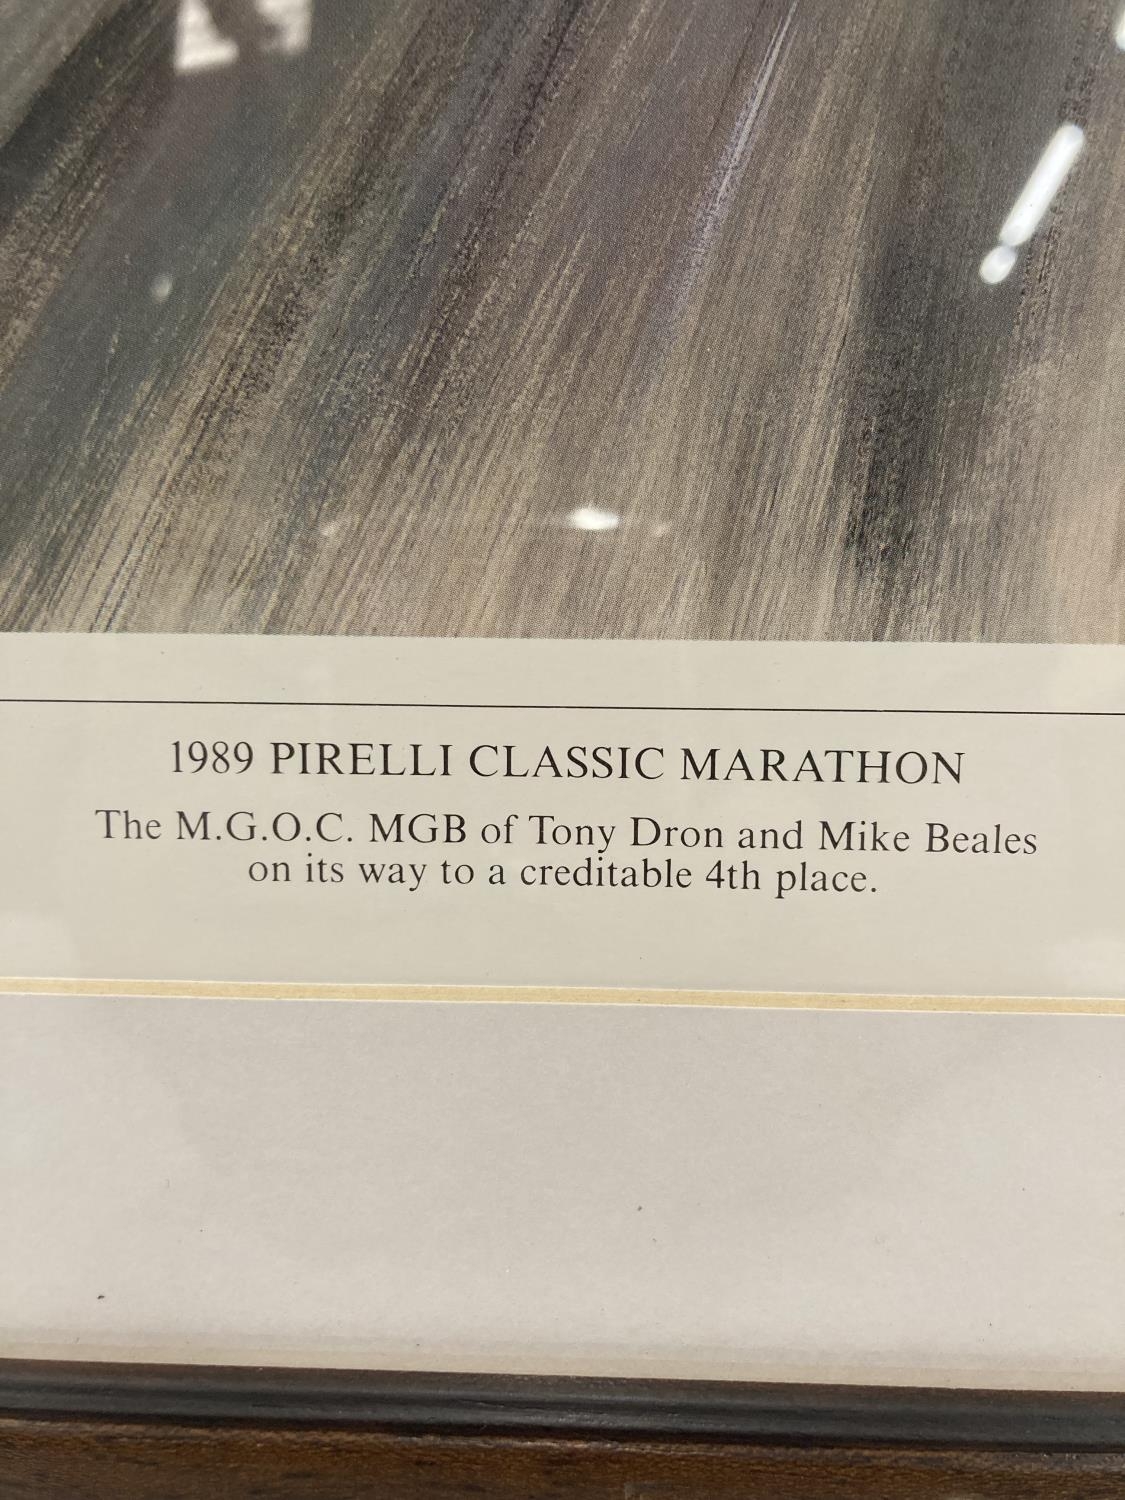 1989 PIRELLI CLASSIC MARATHON
The M.G.O.C. MGB of Tony Dron and Mike Beales
on its way to a creditable 4th place.